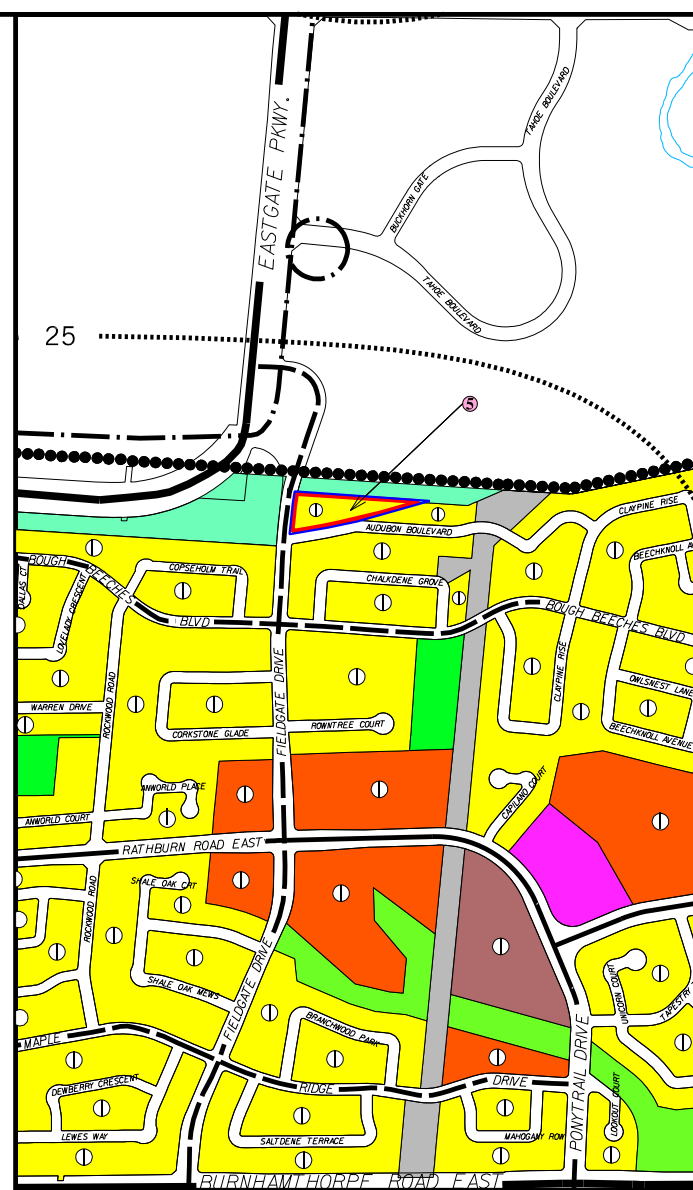 TAHOE BOULEVARD
EASTGATE PKWY.
BUCKHORN GATE
TAHOE BOULEVARD
25
5
CLAYPINE RISE
AUDUBON BOULEVARD
BEECHKNOLL A
ROUGH BEECHES BLVD
COPSEHOLM TRAIL
CHALKDENE GROVE
DALLAS CT
LOVELADY CRESCENT
ROUGH BEECHES BLVD
CLAYPINE RISE
OWLSNEST LANE
ROCKWOOD ROAD
FIELDGATE DRIVE
WARREN DRIVE
CORKSTONE GLADE
ROWNTREE COURT
BEECHKNOLL AVENUE
ANWORLD PLACE
CAPILANO COURT
ANWORLD COURT
RATHBURN ROAD EAST
SHALE OAK CRT
ROCKWOOD ROAD
SHALE OAK MEWS
FIELDGATE DRIVE
UNICORN COURT
TAPESTRY
BRANCHWOOD PARK
MAPLE RIDGE DRIVE
PONYTRAIL DRIVE
DEWBERRY CRESCENT
LOOKOUT COURT
LEWES WAY
SALTDENE TERRACE
MAHOGANY ROW
BURNHAMTHORPE ROAD EAST